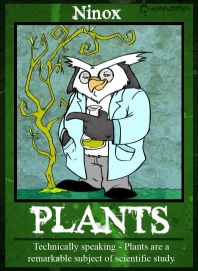 Ninox
PLANTS
Technically speaking - Plants are a
remarkable subject of scientific study.